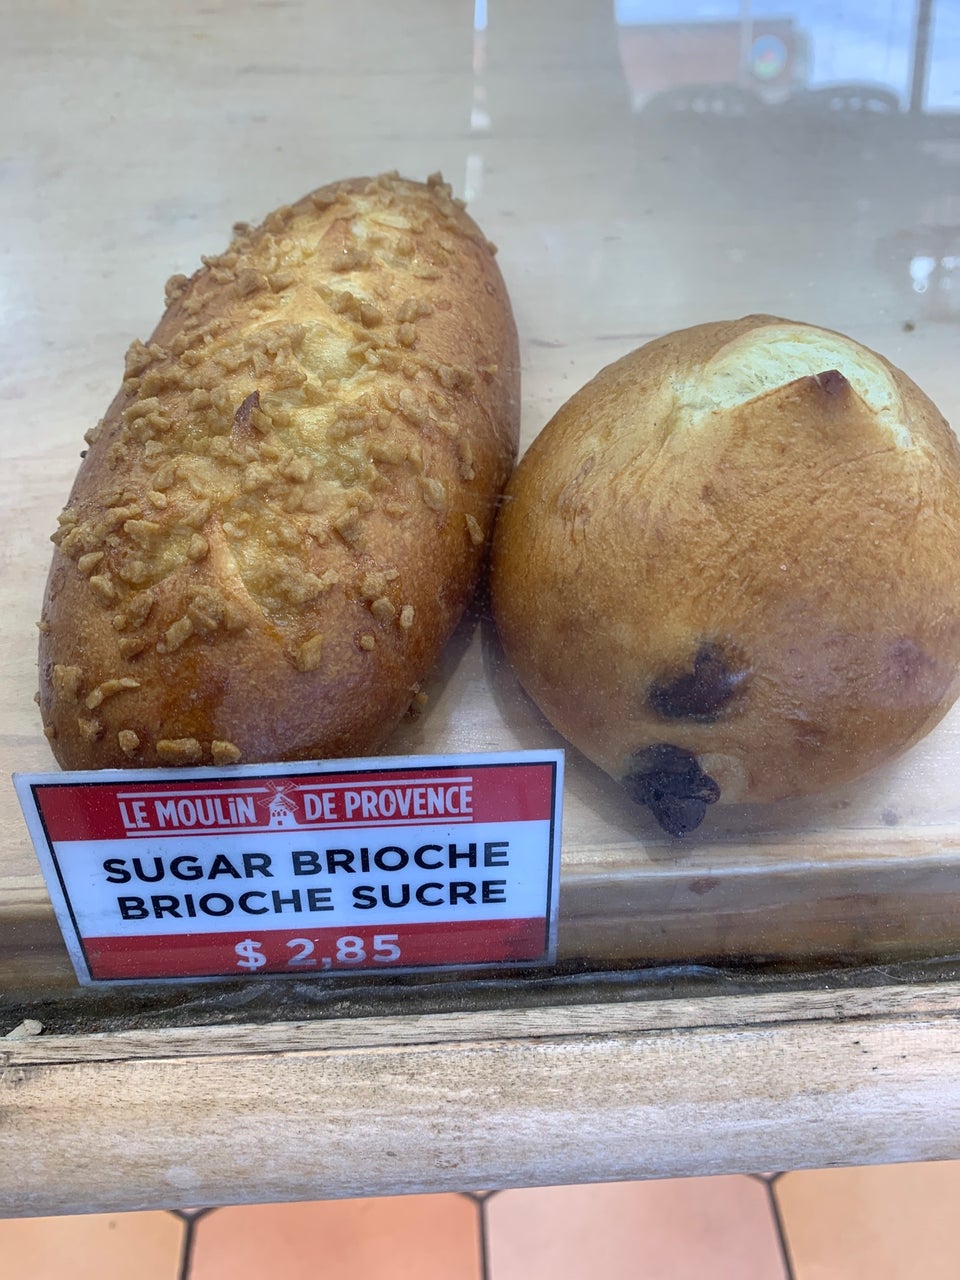 LE MOULIN DE PROVENCE
SUGAR BRIOCHE
BRIOCHE SUCRE
$ 2,85